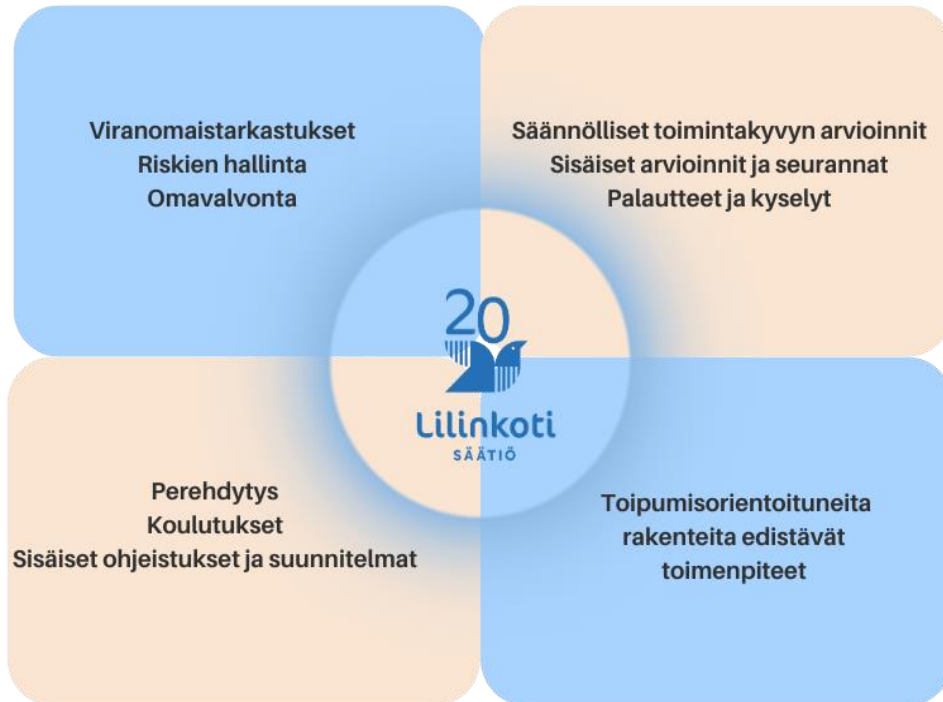 Viranomaistarkastukset
Riskien hallinta
Omavalvonta
Säännölliset toimintakyvyn arvioinnit
Sisäiset arvioinnit ja seurannat
Palautteet ja kyselyt
20
Lilinkoti
SÄÄTIÖ
Perehdytys
Koulutukset
Sisäiset ohjeistukset ja suunnitelmat
Toipumisorientoituneita
rakenteita edistävät
toimenpiteet